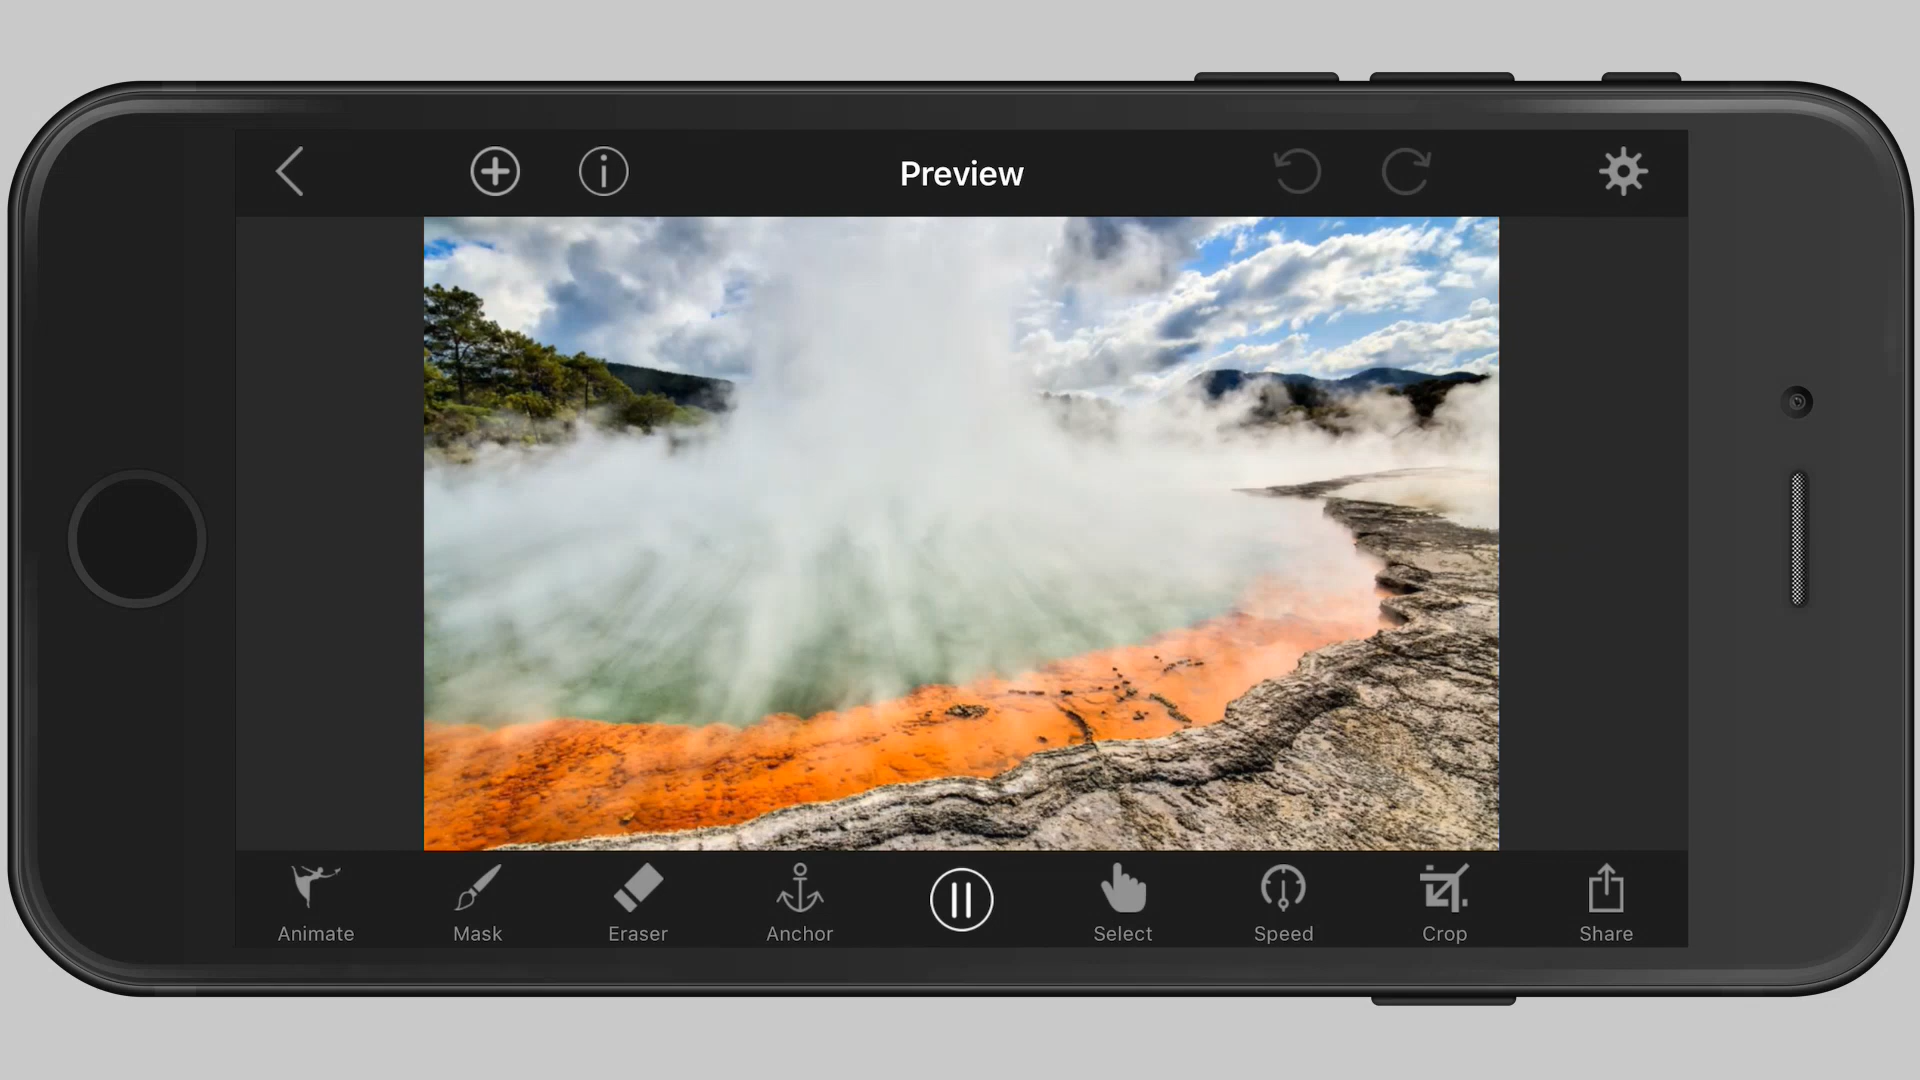 Preview
Animate
Mask
Eraser
Anchor
Select
Speed
Crop
Share